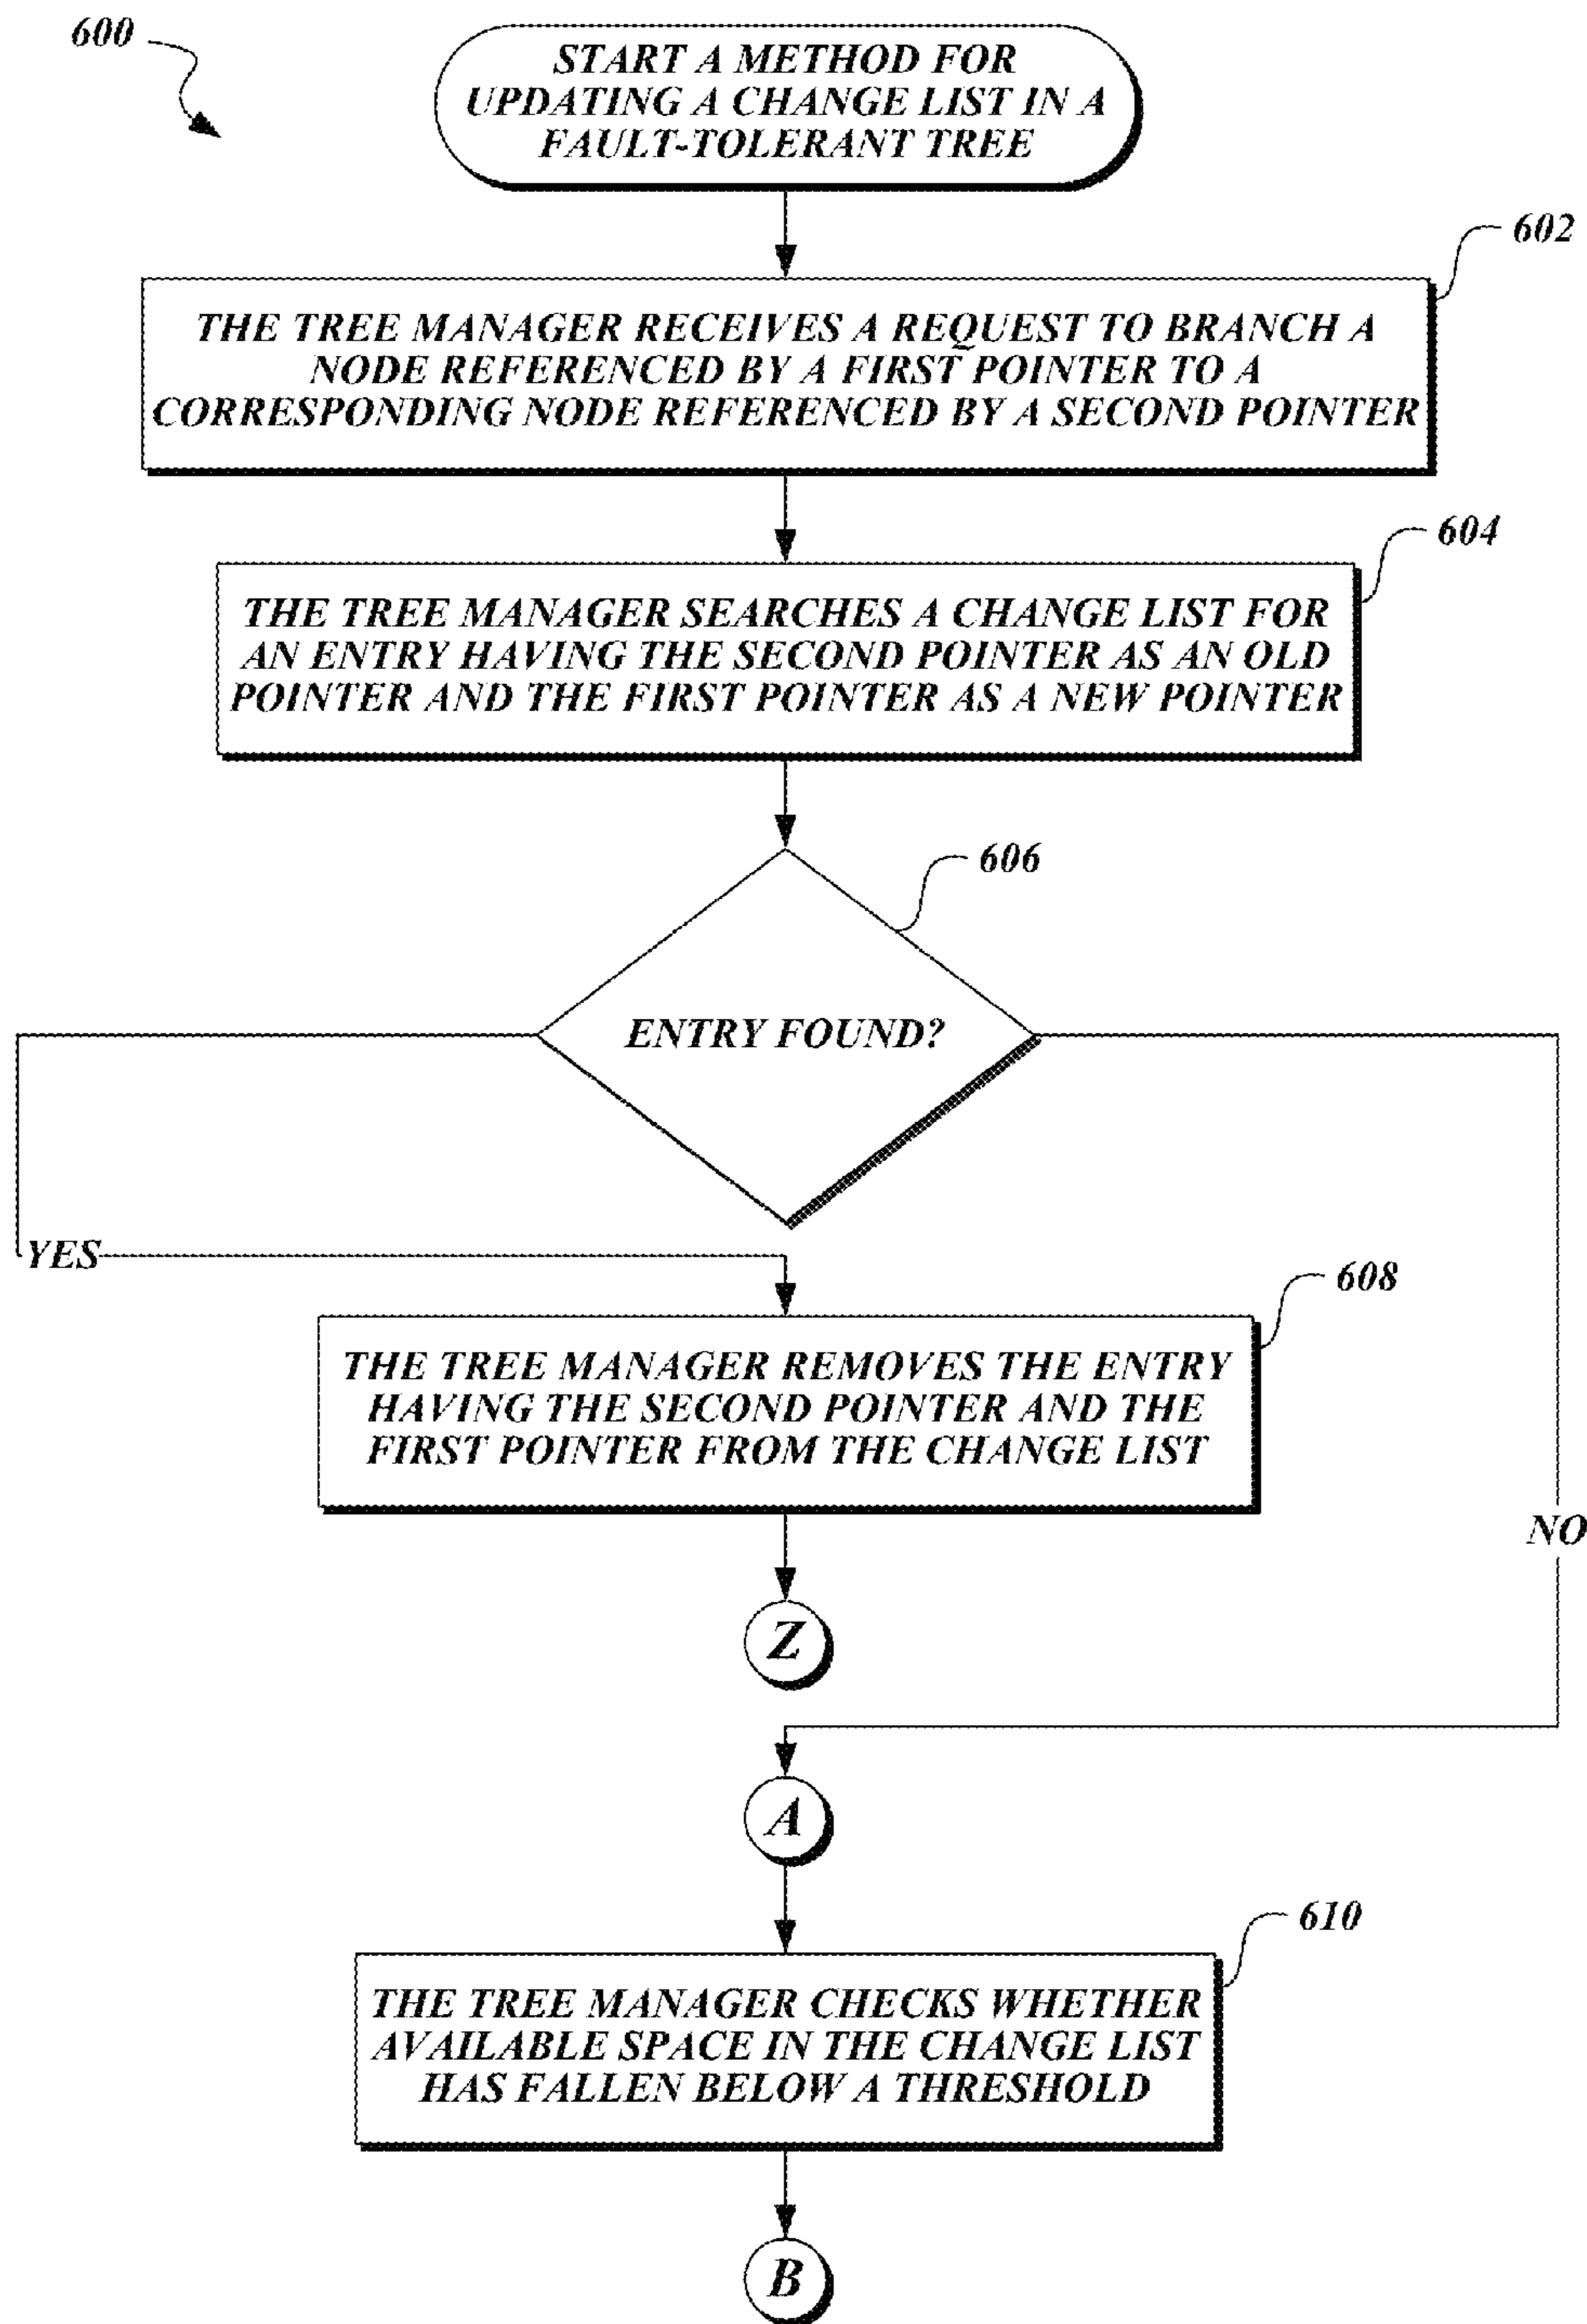 600
START A METHOD FOR
UPDATING A CHANGE LIST IN A
FAULT-TOLERANT TREE
602
THE TREE MANAGER RECEIVES A REQUEST TO BRANCH A
NODE REFERENCED BY A FIRST POINTER TO A
CORRESPONDING NODE REFERENCED BY A SECOND POINTER
604
THE TREE MANAGER SEARCHES A CHANGE LIST FOR
AN ENTRY HAVING THE SECOND POINTER AS AN OLD
POINTER AND THE FIRST POINTER AS A NEW POINTER
606
ENTRY FOUND?
YES
608
THE TREE MANAGER REMOVES THE ENTRY
HAVING THE SECOND POINTER AND THE
FIRST POINTER FROM THE CHANGE LIST
NO
Z
A
610
THE TREE MANAGER CHECKS WHETHER
AVAILABLE SPACE IN THE CHANGE LIST
HAS FALLEN BELOW A THRESHOLD
B